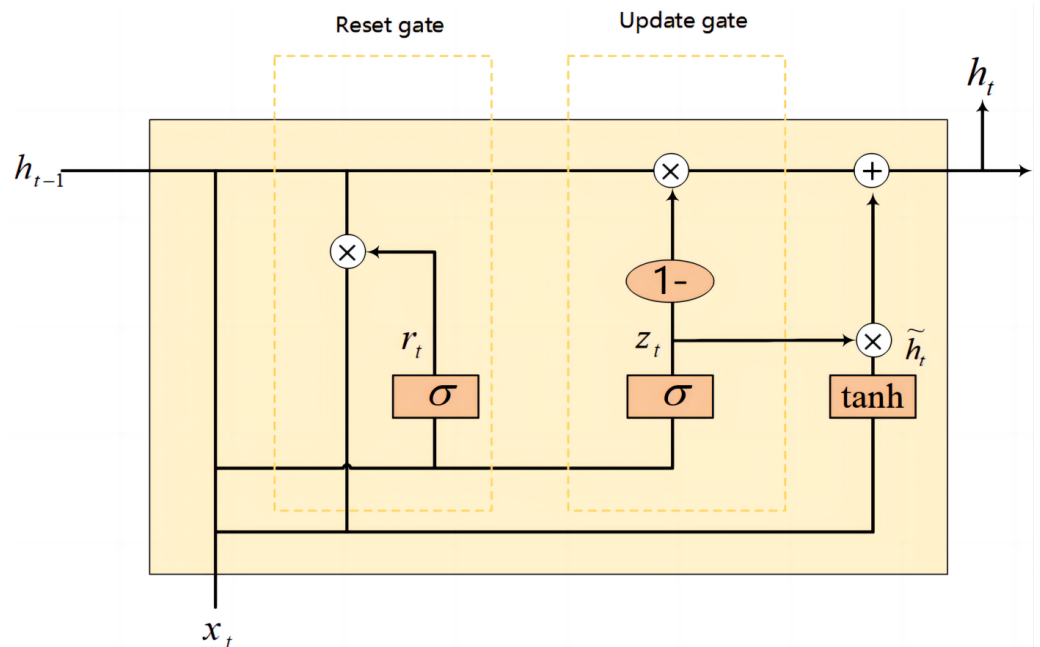 Reset gate
Update gate
h_t
h_{t-1}
×
×
+
1-
r_t
z_t
×
h̃_t
σ
σ
tanh
x_t